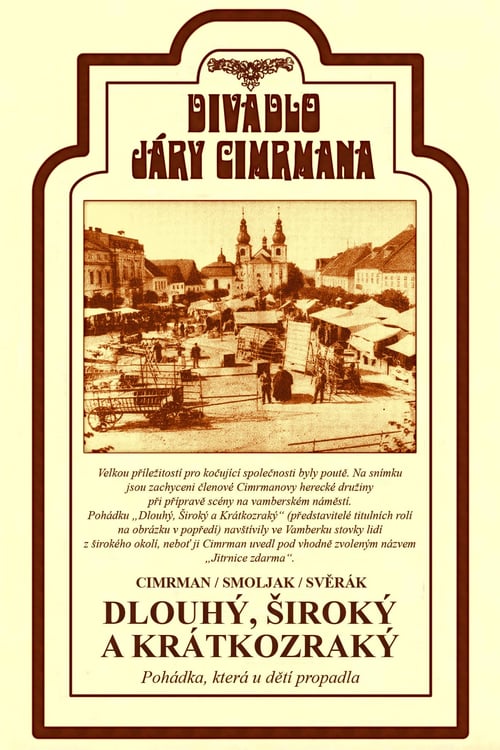 DIVADLO
JÁRY CIMRMANA
Velkou příležitostí pro kočující společnosti byly poutě. Na snímku
jsou zachyceni členové Cimrmanovy herecké družiny
při přípravě scény na vamberském náměstí.
Pohádku „Dlouhý, Široký a Krátkozraký“ (představitelé titulních rolí
na obrázku v popředí) navštívily ve Vamberku stovky lidí
z širokého okolí, neboť ji Cimrman uvedl pod vhodně zvoleným názvem
„Jitrnice zdarma“.
CIMRMAN / SMOLJAK / SVĚRÁK
DLOUHÝ, ŠIROKÝ
A KRÁTKOZRAKÝ
Pohádka, která u dětí propadla